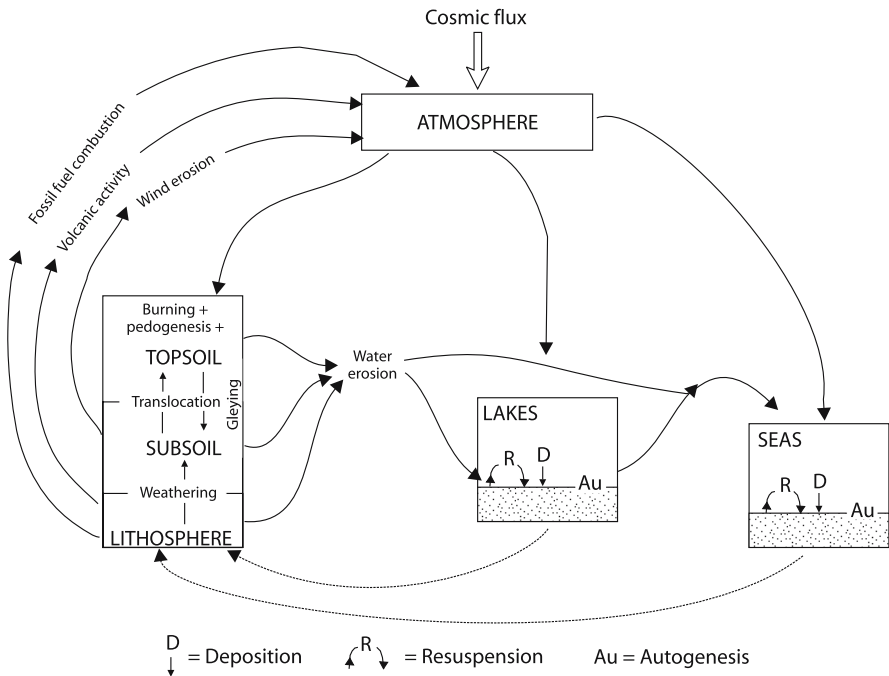 Cosmic flux
ATMOSPHERE
Fossil fuel combustion
Volcanic activity
Wind erosion
Burning +
pedogenesis +
TOPSOIL
Translocation
Gleying
SUBSOIL
Weathering
LITHOSPHERE
Water
erosion
LAKES
R
D
Au
SEAS
R
D
Au
D = Deposition
R = Resuspension
Au = Autogenesis